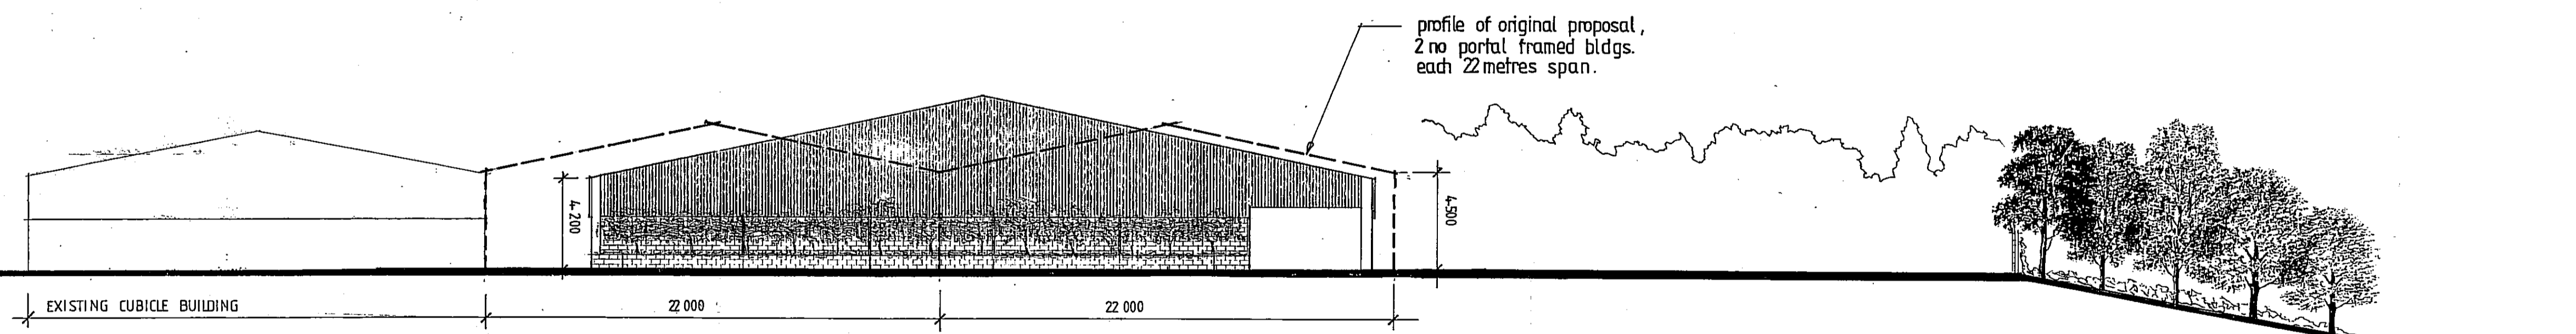 profile of original proposal,
2 no portal framed bldgs.
each 22 metres span.
4·200
4·500
EXISTING CUBICLE BUILDING
22 000
22 000